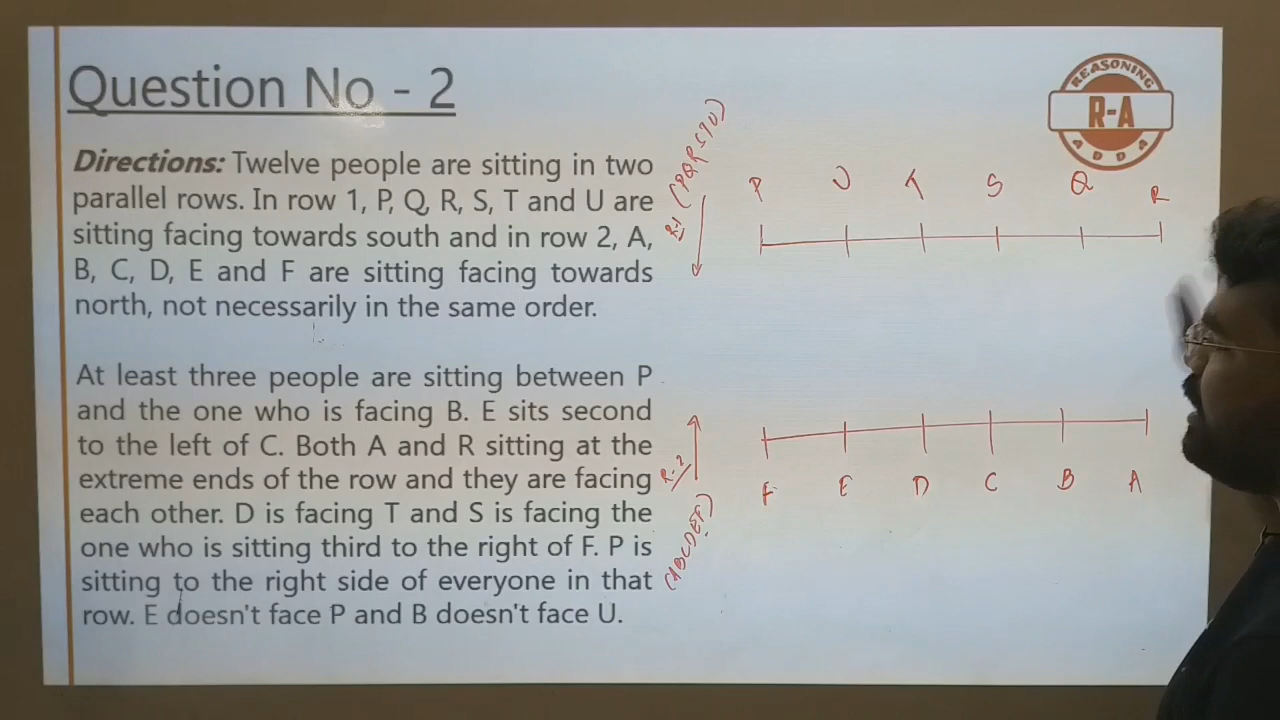 Question No - 2
Directions: Twelve people are sitting in two
parallel rows. In row 1, P, Q, R, S, T and U are
sitting facing towards south and in row 2, A,
B, C, D, E and F are sitting facing towards
north, not necessarily in the same order.
At least three people are sitting between P
and the one who is facing B. E sits second
to the left of C. Both A and R sitting at the
extreme ends of the row and they are facing
each other. D is facing T and S is facing the
one who is sitting third to the right of F. P is
sitting to the right side of everyone in that
row. E doesn't face P and B doesn't face U.
REASONING
R-A
ADDA
R-1 (PQRSTU)
P U T S Q R
R-2
(ABCDEF)
F E D C B A